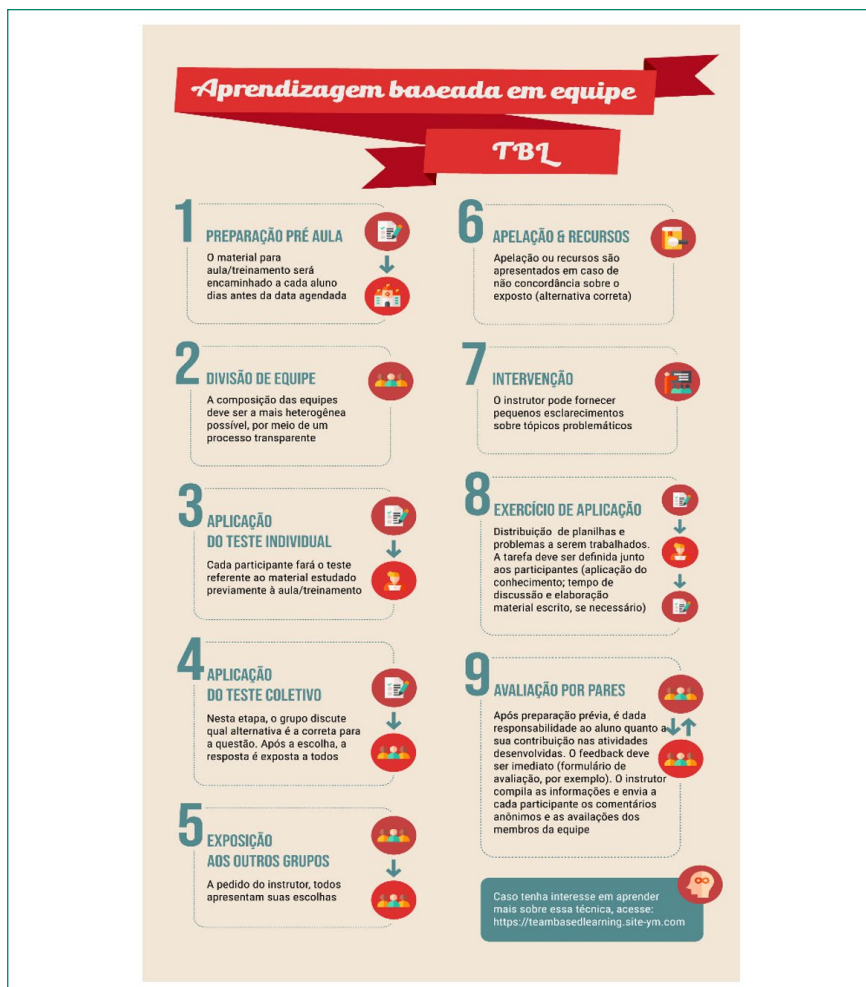 Aprendizagem baseada em equipe
TBL
1
PREPARAÇÃO PRÉ AULA
O material para
aula/treinamento será
encaminhado a cada aluno
dias antes da data agendada
2
DIVISÃO DE EQUIPE
A composição das equipes
deve ser a mais heterogênea
possível, por meio de um
processo transparente
3
APLICAÇÃO
DO TESTE INDIVIDUAL
Cada participante fará o teste
referente ao material estudado
previamente à aula/treinamento
4
APLICAÇÃO
DO TESTE COLETIVO
Nesta etapa, o grupo discute
qual alternativa é a correta para
a questão. Após a escolha, a
resposta é exposta a todos
5
EXPOSIÇÃO
AOS OUTROS GRUPOS
A pedido do instrutor, todos
apresentam suas escolhas
6
APELAÇÃO & RECURSOS
Apelação ou recursos são
apresentados em caso de
não concordância sobre o
exposto (alternativa correta)
7
INTERVENÇÃO
O instrutor pode fornecer
pequenos esclarecimentos
sobre tópicos problemáticos
8
EXERCÍCIO DE APLICAÇÃO
Distribuição de planilhas e
problemas a serem trabalhados.
A tarefa deve ser definida junto
aos participantes (aplicação do
conhecimento; tempo de
discussão e elaboração
material escrito, se necessário)
9
AVALIAÇÃO POR PARES
Após preparação prévia, é dada
responsabilidade ao aluno quanto a
sua contribuição nas atividades
desenvolvidas. O feedback deve
ser imediato (formulário de
avaliação, por exemplo). O instrutor
compila as informações e envia a
cada participante os comentários
anônimos e as availações dos
membros da equipe
Caso tenha interesse em aprender
mais sobre essa técnica, acesse:
https://teambasedlearning.site-ym.com